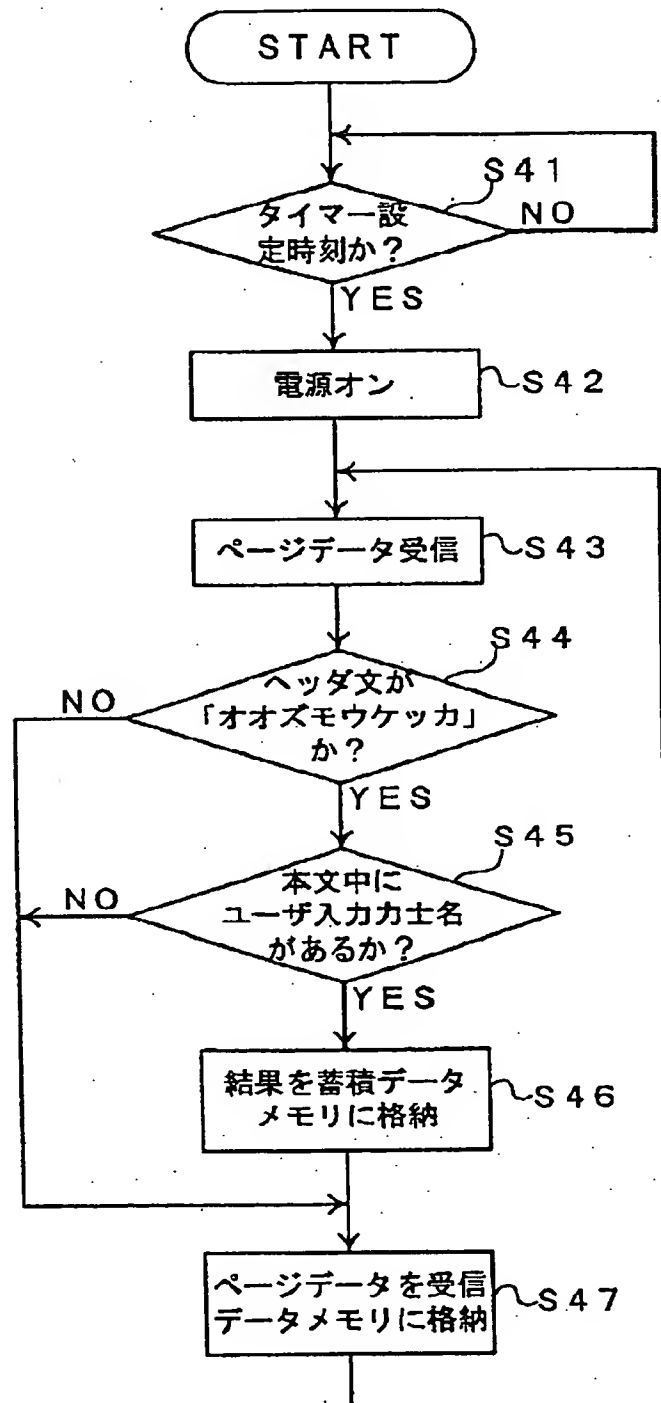 START
S41
タイマー設
定時刻か？
NO
YES
電源オン
S42
ページデータ受信
S43
S44
ヘッダ文が
「オオズモウケッカ」
か？
NO
YES
S45
本文中に
ユーザ入力力士名
があるか？
NO
YES
結果を蓄積データ
メモリに格納
S46
ページデータを受信
データメモリに格納
S47